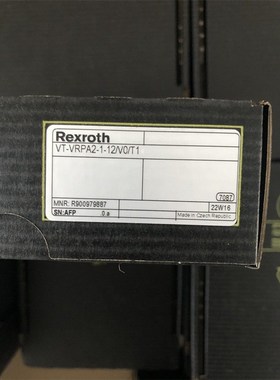 Rexroth
VT-VRPA2-1-12/V0/T1
7087
MNR: R900979887
22W16
SN:AFP .0.a
Made in Czech Republic